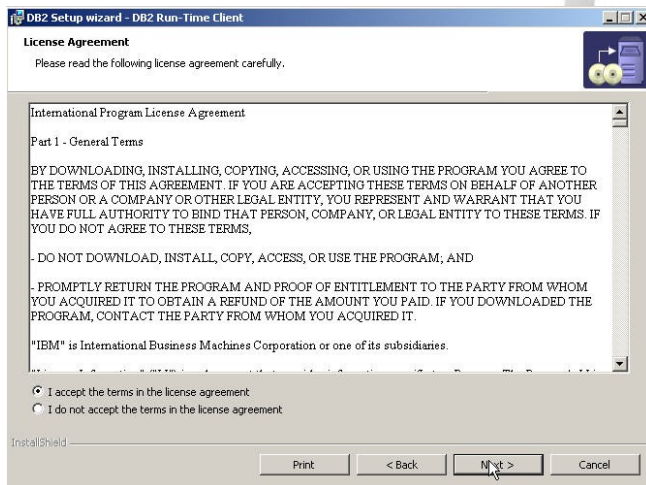 DB2 Setup wizard - DB2 Run-Time Client
License Agreement
Please read the following license agreement carefully.
International Program License Agreement
Part 1 - General Terms
BY DOWNLOADING, INSTALLING, COPYING, ACCESSING, OR USING THE PROGRAM YOU AGREE TO
THE TERMS OF THIS AGREEMENT. IF YOU ARE ACCEPTING THESE TERMS ON BEHALF OF ANOTHER
PERSON OR A COMPANY OR OTHER LEGAL ENTITY, YOU REPRESENT AND WARRANT THAT YOU
HAVE FULL AUTHORITY TO BIND THAT PERSON, COMPANY, OR LEGAL ENTITY TO THESE TERMS. IF
YOU DO NOT AGREE TO THESE TERMS,
- DO NOT DOWNLOAD, INSTALL, COPY, ACCESS, OR USE THE PROGRAM; AND
- PROMPTLY RETURN THE PROGRAM AND PROOF OF ENTITLEMENT TO THE PARTY FROM WHOM
YOU ACQUIRED IT TO OBTAIN A REFUND OF THE AMOUNT YOU PAID. IF YOU DOWNLOADED THE
PROGRAM, CONTACT THE PARTY FROM WHOM YOU ACQUIRED IT.
"IBM" is International Business Machines Corporation or one of its subsidiaries.
I accept the terms in the license agreement
I do not accept the terms in the license agreement
InstallShield
Print < Back Next > Cancel